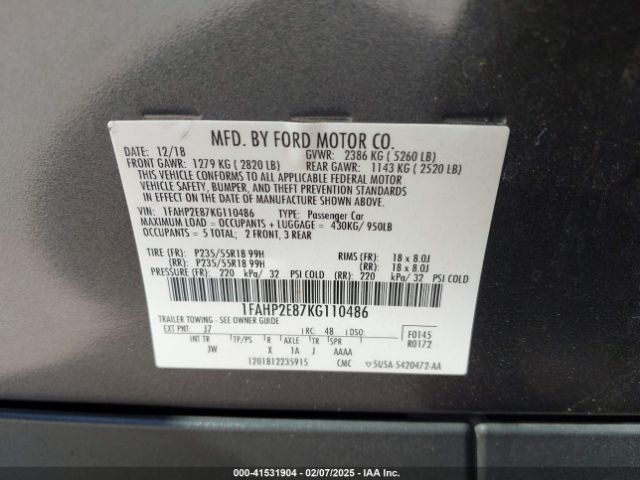 MFD. BY FORD MOTOR CO.
DATE: 12/18 GVWR: 2386 KG ( 5260 LB)
FRONT GAWR: 1279 KG ( 2820 LB) REAR GAWR: 1143 KG ( 2520 LB)
THIS VEHICLE CONFORMS TO ALL APPLICABLE FEDERAL MOTOR
VEHICLE SAFETY, BUMPER, AND THEFT PREVENTION STANDARDS
IN EFFECT ON THE DATE OF MANUFACTURE SHOWN ABOVE.
VIN: 1FAHP2E87KG110486 TYPE: Passenger Car
MAXIMUM LOAD = OCCUPANTS + LUGGAGE = 430KG/ 950LB
OCCUPANTS = 5 TOTAL; 2 FRONT, 3 REAR
TIRE (FR): P235/55R18 99H RIMS (FR): 18 x 8.0J
(RR): P235/55R18 99H (RR): 18 x 8.0J
PRESSURE (FR): 220 kPa/ 32 PSI COLD (RR): 220 kPa/ 32 PSI COLD
1FAHP2E87KG110486
TRAILER TOWING - SEE OWNER GUIDE
EXT PNT: J7 RC: 48 DSO: F0145
INT TR TP/PS R AXLE TR SPR R0172
JW X 1A J AAAA
1201812235915 CMC SU5A-5420472-AA
000-41531904 - 02/07/2025 - IAA Inc.